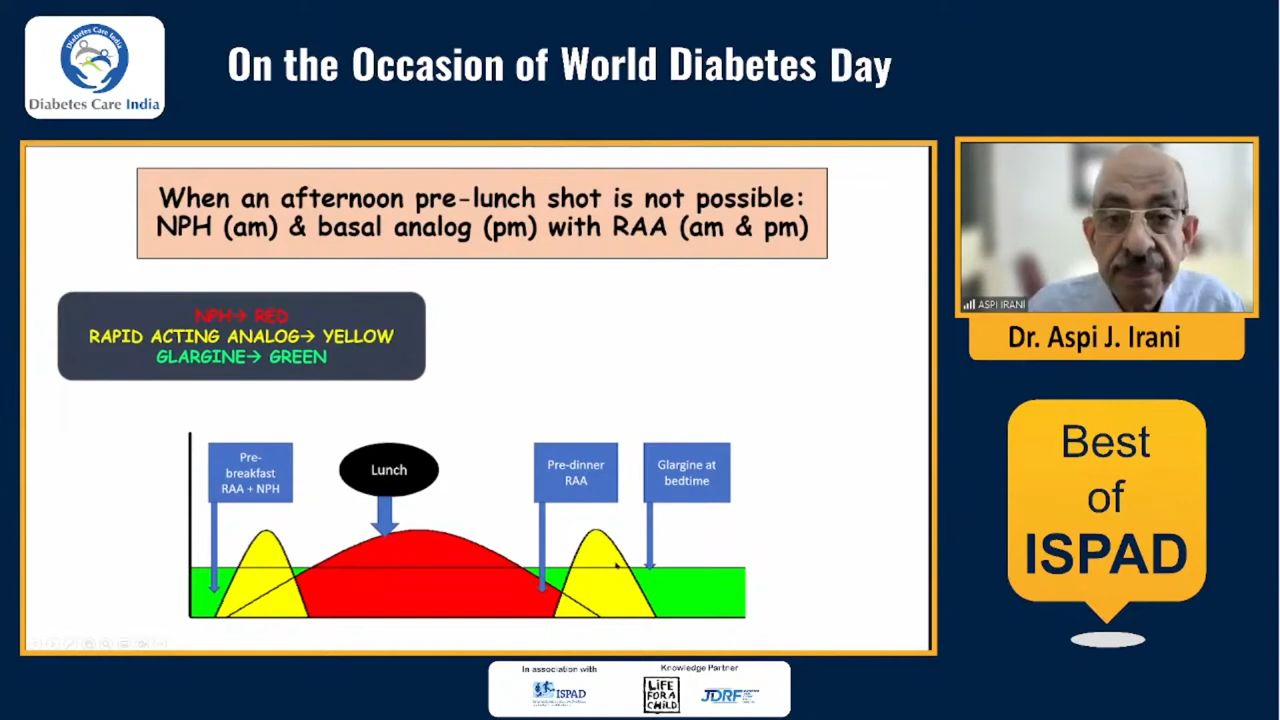 Diabetes Care India
Diabetes Care India
On the Occasion of World Diabetes Day
When an afternoon pre-lunch shot is not possible:
NPH (am) & basal analog (pm) with RAA (am & pm)
NPH→ RED
RAPID ACTING ANALOG→ YELLOW
GLARGINE→ GREEN
Pre-
breakfast
RAA + NPH
Lunch
Pre-dinner
RAA
Glargine at
bedtime
ASPI IRANI
Dr. Aspi J. Irani
Best
of
ISPAD
In association with
ISPAD
Knowledge Partner
LiFE
FOR A
CHiLD
JDRF